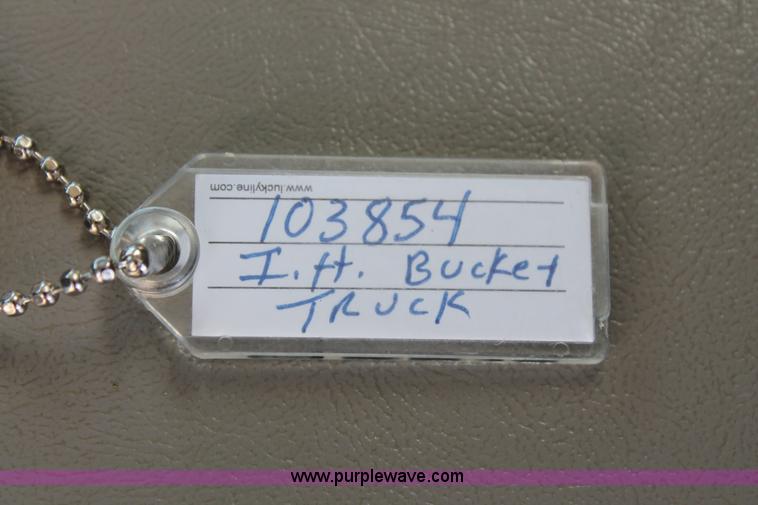 www.luckyline.com
103854
I.H. Bucket
TRUCK
www.purplewave.com